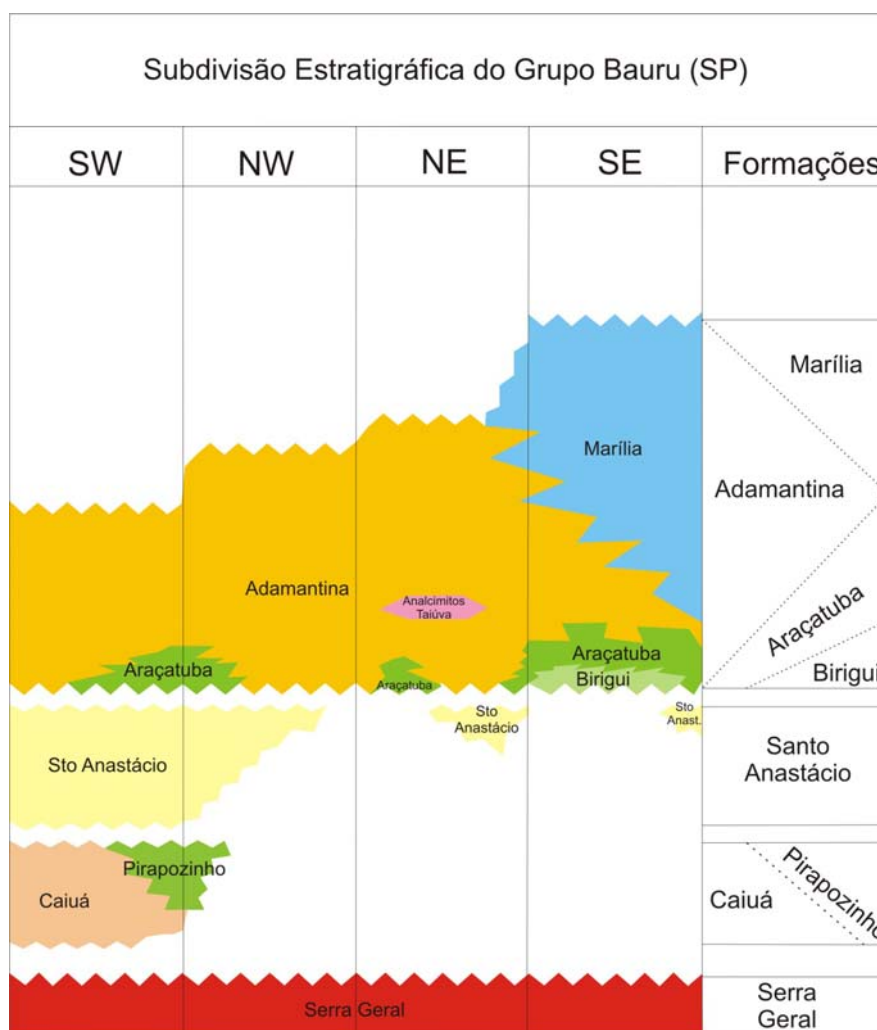 Subdivisão Estratigráfica do Grupo Bauru (SP)
SW
NW
NE
SE
Formações
Marília
Marília
Adamantina
Adamantina
Analcimitos
Taiúva
Araçatuba
Araçatuba
Araçatuba
Birigui
Araçatuba
Birigui
Sto Anastácio
Sto
Anastácio
Sto
Anast.
Santo
Anastácio
Pirapozinho
Caiuá
Caiuá
Pirapozinho
Serra Geral
Serra
Geral